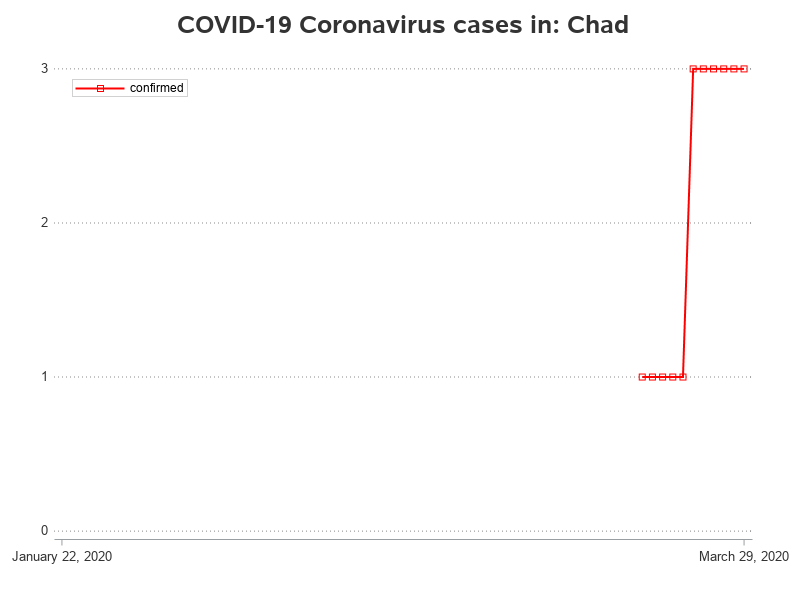 COVID-19 Coronavirus cases in: Chad
3
confirmed
2
1
0
January 22, 2020
March 29, 2020